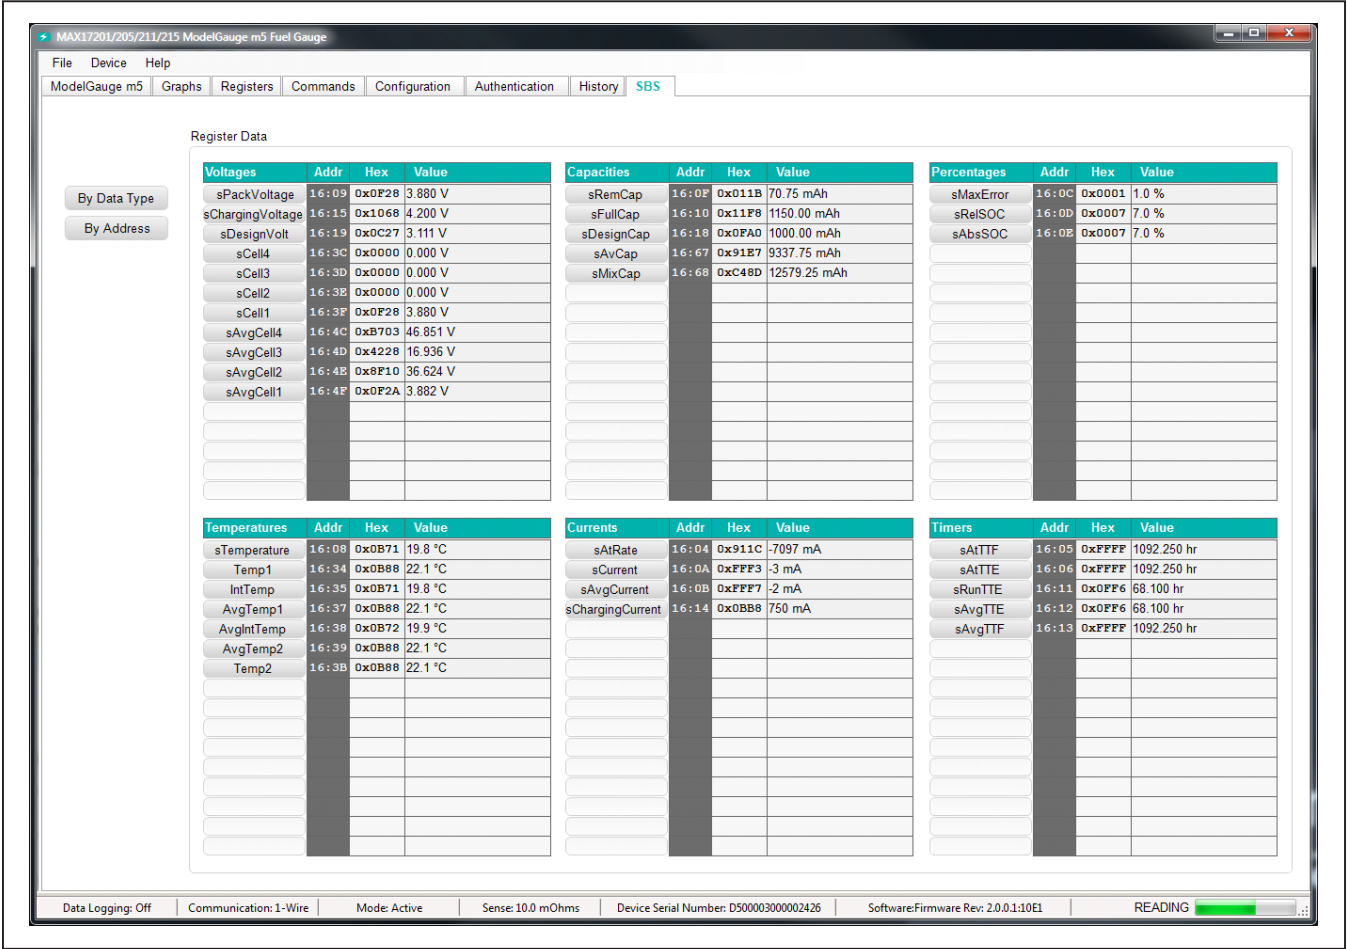 MAX17201/205/211/215 ModelGauge m5 Fuel Gauge
File Device Help
ModelGauge m5 Graphs Registers Commands Configuration Authentication History SBS
Register Data
By Data Type
By Address
Voltages Addr Hex Value
sPackVoltage 16:09 0x0F28 3.880 V
sChargingVoltage 16:15 0x1068 4.200 V
sDesignVolt 16:19 0x0C27 3.111 V
sCell4 16:3C 0x0000 0.000 V
sCell3 16:3D 0x0000 0.000 V
sCell2 16:3E 0x0000 0.000 V
sCell1 16:3F 0x0F28 3.880 V
sAvgCell4 16:4C 0xB703 46.851 V
sAvgCell3 16:4D 0x4228 16.936 V
sAvgCell2 16:4E 0x8F10 36.624 V
sAvgCell1 16:4F 0x0F2A 3.882 V
Capacities Addr Hex Value
sRemCap 16:0F 0x011B 70.75 mAh
sFullCap 16:10 0x11F8 1150.00 mAh
sDesignCap 16:18 0x0FA0 1000.00 mAh
sAvCap 16:67 0x91E7 9337.75 mAh
sMixCap 16:68 0xC48D 12579.25 mAh
Percentages Addr Hex Value
sMaxError 16:0C 0x0001 1.0 %
sRelSOC 16:0D 0x0007 7.0 %
sAbsSOC 16:0E 0x0007 7.0 %
Temperatures Addr Hex Value
sTemperature 16:08 0x0B71 19.8 °C
Temp1 16:34 0x0B88 22.1 °C
IntTemp 16:35 0x0B71 19.8 °C
AvgTemp1 16:37 0x0B88 22.1 °C
AvgIntTemp 16:38 0x0B72 19.9 °C
AvgTemp2 16:39 0x0B88 22.1 °C
Temp2 16:3B 0x0B88 22.1 °C
Currents Addr Hex Value
sAtRate 16:04 0x911C -7097 mA
sCurrent 16:0A 0xFFF3 -3 mA
sAvgCurrent 16:0B 0xFFF7 -2 mA
sChargingCurrent 16:14 0x0BB8 750 mA
Timers Addr Hex Value
sAtTTF 16:05 0xFFFF 1092.250 hr
sAtTTE 16:06 0xFFFF 1092.250 hr
sRunTTE 16:11 0x0FF6 68.100 hr
sAvgTTE 16:12 0x0FF6 68.100 hr
sAvgTTF 16:13 0xFFFF 1092.250 hr
Data Logging: Off Communication: 1-Wire Mode: Active Sense: 10.0 mOhms Device Serial Number: D500003000002426 Software:Firmware Rev: 2.0.0.1:10E1 READING